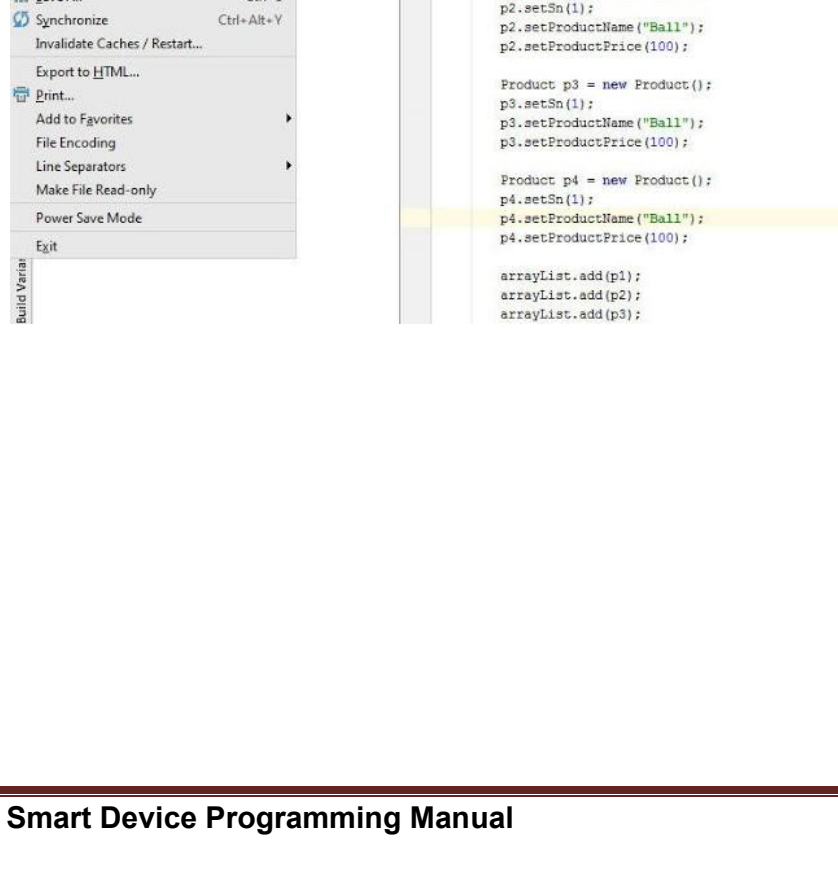 Synchronize Ctrl+Alt+Y
Invalidate Caches / Restart...
Export to HTML...
Print...
Add to Favorites
File Encoding
Line Separators
Make File Read-only
Power Save Mode
Exit
Build Varia
p2.setSn(1);
p2.setProductName("Ball");
p2.setProductPrice(100);
Product p3 = new Product();
p3.setSn(1);
p3.setProductName("Ball");
p3.setProductPrice(100);
Product p4 = new Product();
p4.setSn(1);
p4.setProductName("Ball");
p4.setProductPrice(100);
arrayList.add(p1);
arrayList.add(p2);
arrayList.add(p3);
Smart Device Programming Manual